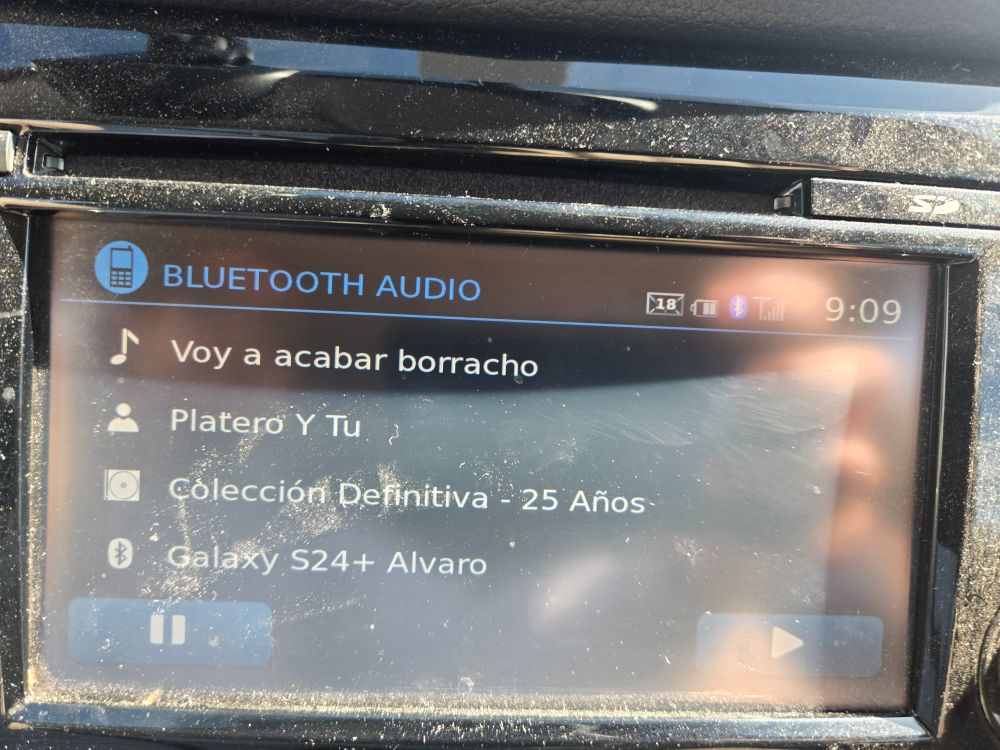 SD
BLUETOOTH AUDIO
18
9:09
Voy a acabar borracho
Platero Y Tu
Colección Definitiva - 25 Años
Galaxy S24+ Alvaro